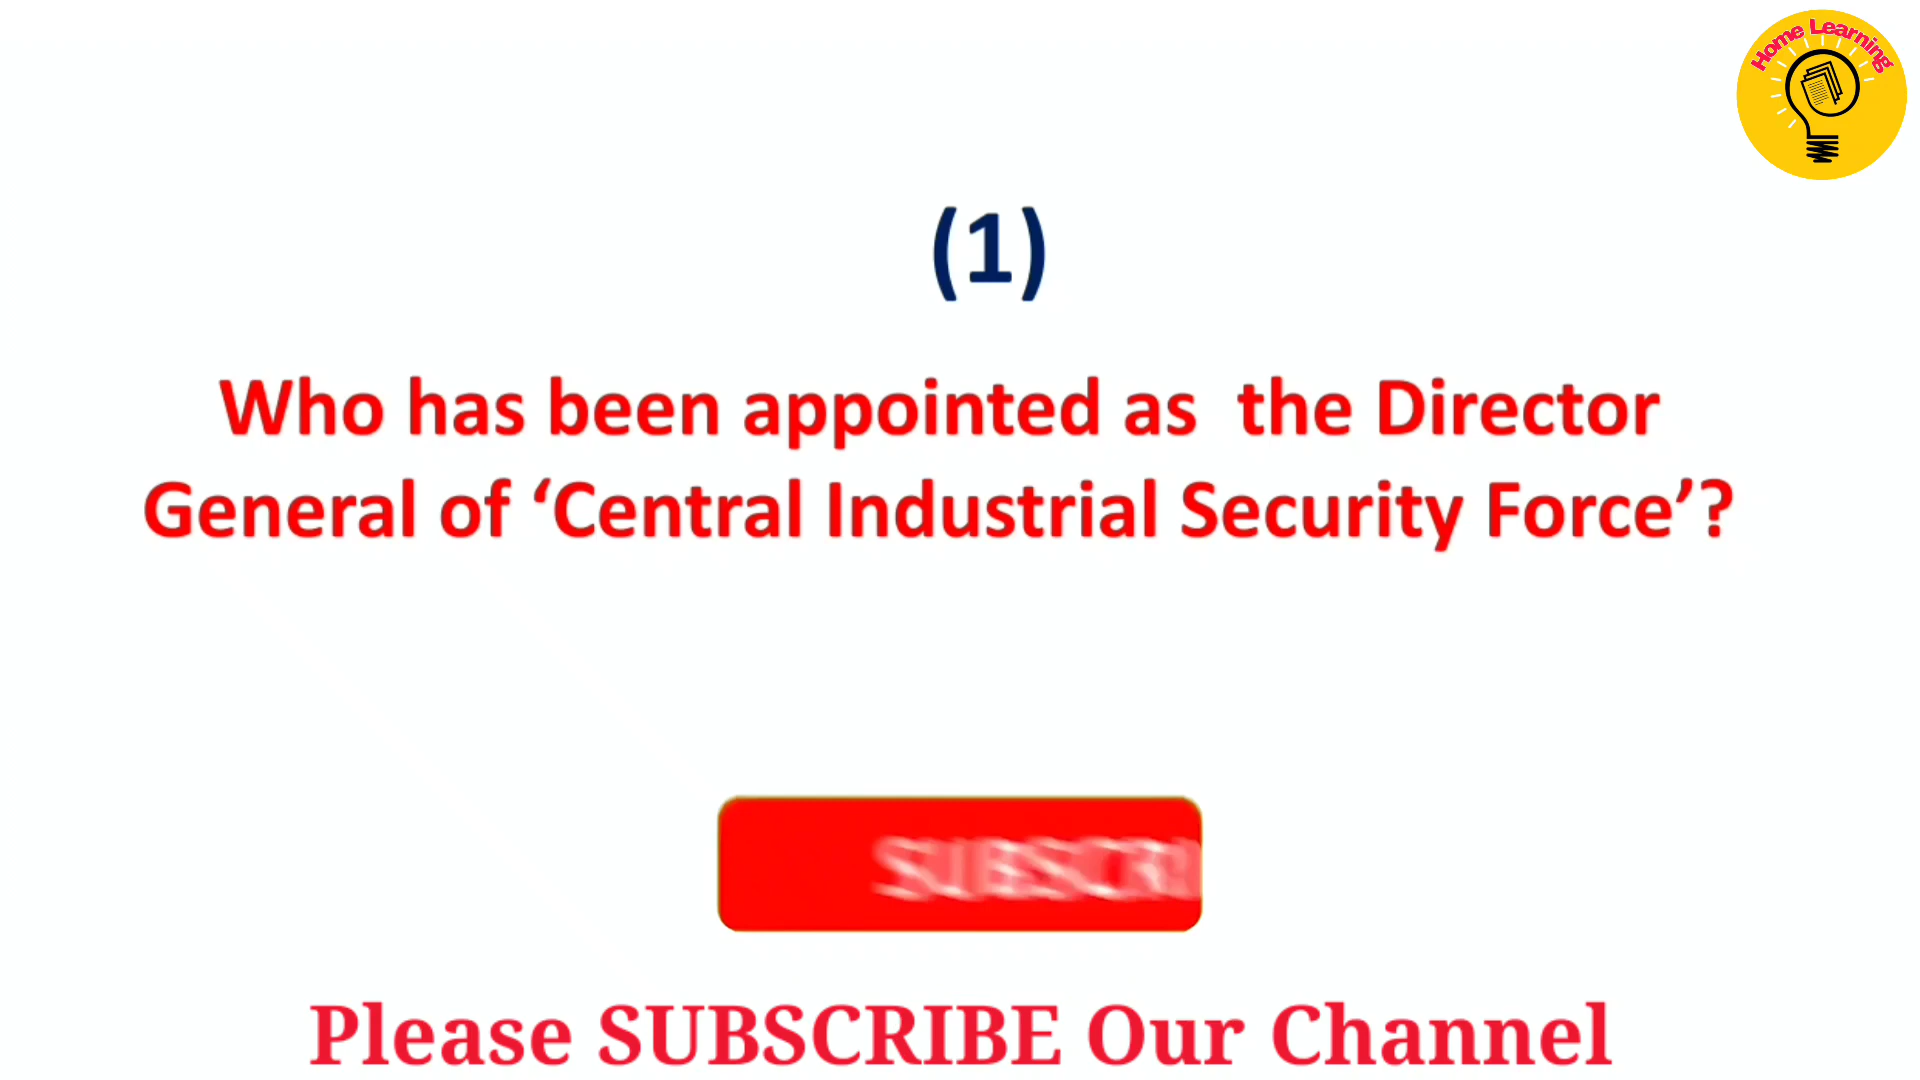 Home Learning
(1)
Who has been appointed as the Director
General of ‘Central Industrial Security Force’?
SUBSCRI
Please SUBSCRIBE Our Channel